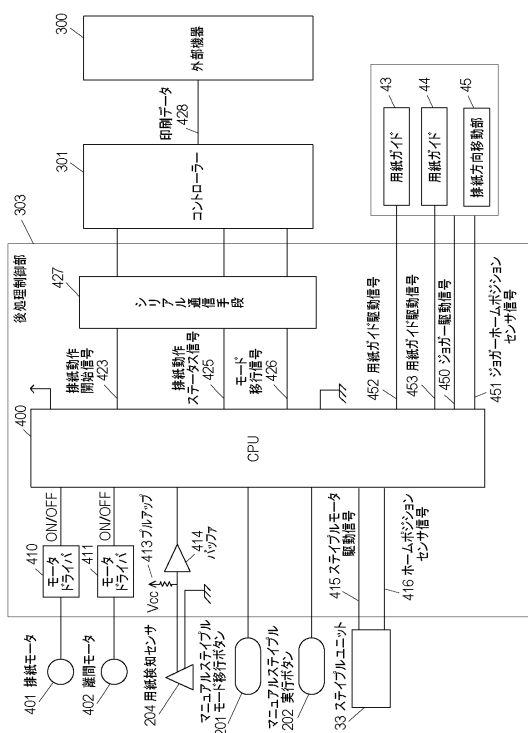 300
外部機器
印刷データ
428
301
コントローラー
303
後処理制御部
427
シリアル通信手段
43
用紙ガイド
44
用紙ガイド
45
排紙方向移動部
排紙動作
開始信号
423
排紙動作
ステータス信号
425
モード
移行信号
426
452 用紙ガイド駆動信号
453 用紙ガイド駆動信号
450 ジョガー駆動信号
451 ジョガーホームポジション
センサ信号
400
CPU
ON/OFF
ON/OFF
410
モータ
ドライバ
411
モータ
ドライバ
Vcc
413プルアップ
414
バッファ
415 ステイプルモータ
駆動信号
416 ホームポジション
センサ信号
401 排紙モータ
402 離間モータ
204 用紙検知センサ
マニュアルステイプル
201 モード移行ボタン
マニュアルステイプル
202 実行ボタン
33 ステイプルユニット